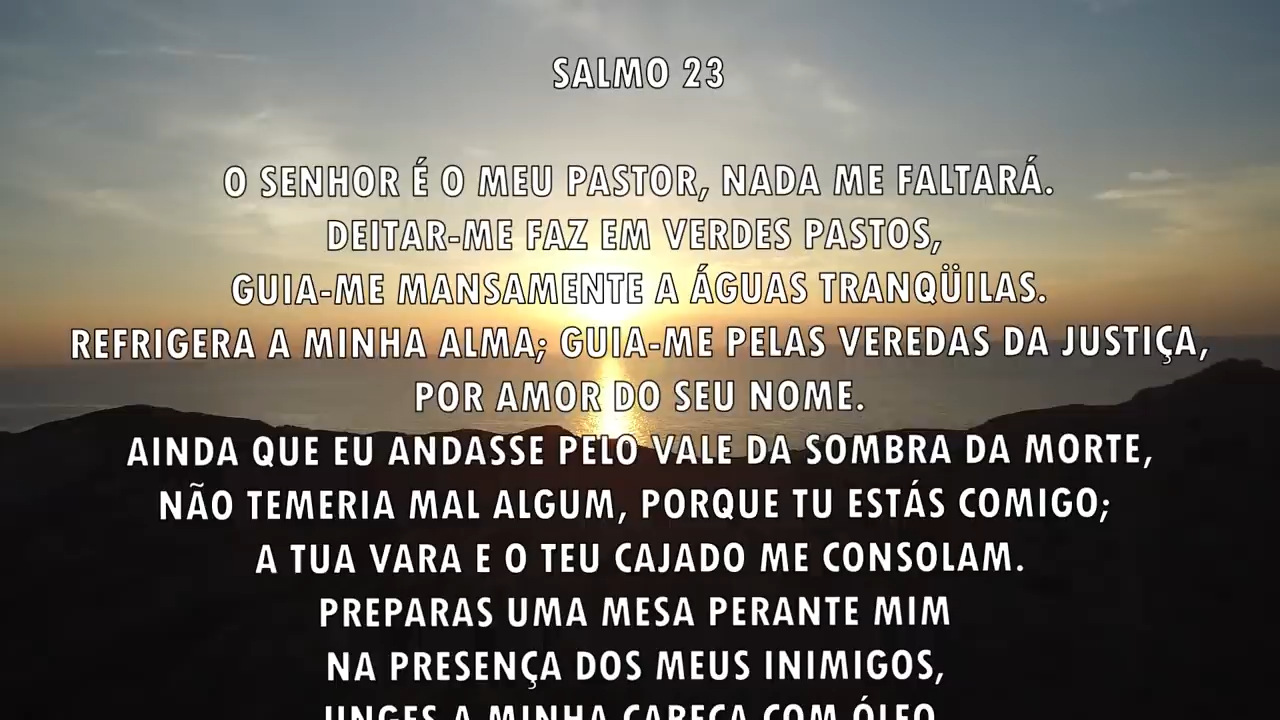 SALMO 23
O SENHOR É O MEU PASTOR, NADA ME FALTARÁ.
DEITAR-ME FAZ EM VERDES PASTOS,
GUIA-ME MANSAMENTE A ÁGUAS TRANQÜILAS.
REFRIGERA A MINHA ALMA; GUIA-ME PELAS VEREDAS DA JUSTIÇA,
POR AMOR DO SEU NOME.
AINDA QUE EU ANDASSE PELO VALE DA SOMBRA DA MORTE,
NÃO TEMERIA MAL ALGUM, PORQUE TU ESTÁS COMIGO;
A TUA VARA E O TEU CAJADO ME CONSOLAM.
PREPARAS UMA MESA PERANTE MIM
NA PRESENÇA DOS MEUS INIMIGOS,
UNGES A MINHA CABEÇA COM ÓLEO